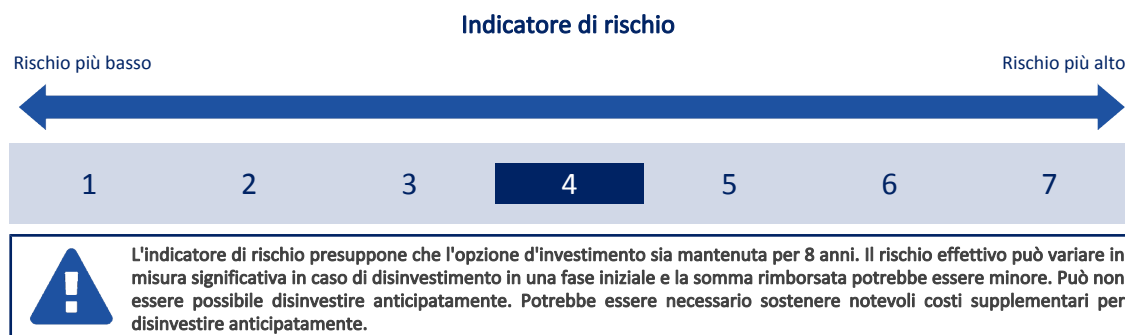 Indicatore di rischio
Rischio più basso
Rischio più alto
1 2 3 4 5 6 7
L'indicatore di rischio presuppone che l'opzione d'investimento sia mantenuta per 8 anni. Il rischio effettivo può variare in
misura significativa in caso di disinvestimento in una fase iniziale e la somma rimborsata potrebbe essere minore. Può non
essere possibile disinvestire anticipatamente. Potrebbe essere necessario sostenere notevoli costi supplementari per
disinvestire anticipatamente.